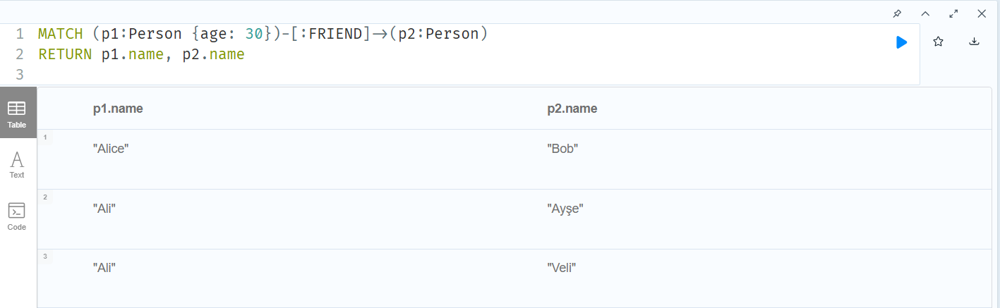 1 MATCH (p1:Person {age: 30})-[:FRIEND]->(p2:Person)
2 RETURN p1.name, p2.name
3
Table
p1.name p2.name
1 "Alice" "Bob"
Text
2 "Ali" "Ayşe"
Code
3 "Ali" "Veli"